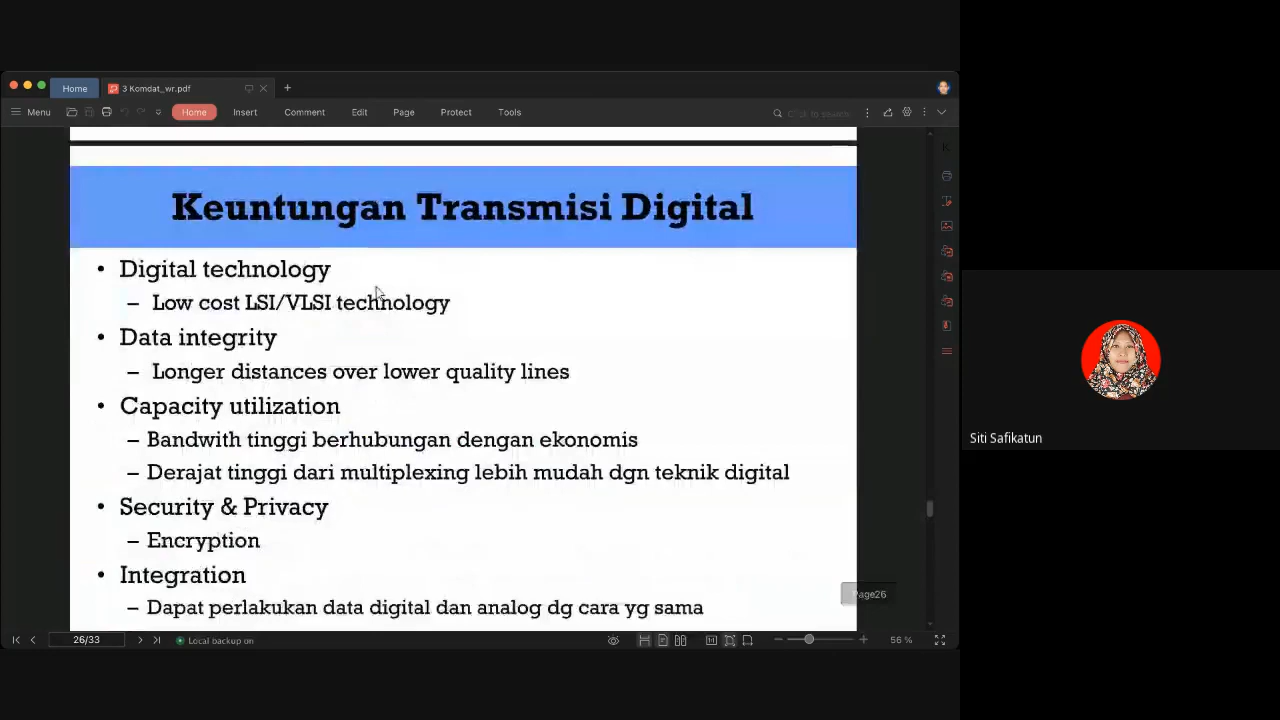 Home
3 Komdat_wr.pdf
Menu
Home
Insert
Comment
Edit
Page
Protect
Tools
Keuntungan Transmisi Digital
• Digital technology
– Low cost LSI/VLSI technology
• Data integrity
– Longer distances over lower quality lines
• Capacity utilization
– Bandwith tinggi berhubungan dengan ekonomis
– Derajat tinggi dari multiplexing lebih mudah dgn teknik digital
• Security & Privacy
– Encryption
• Integration
– Dapat perlakukan data digital dan analog dg cara yg sama
Page26
26/33
Local backup on
56 %
Siti Safikatun